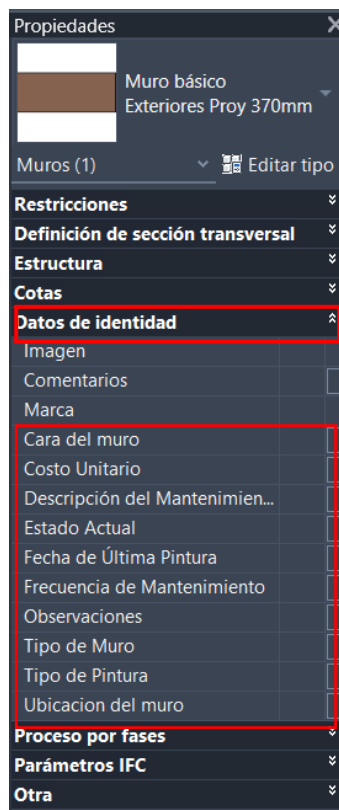 Propiedades
Muro básico
Exteriores Proy 370mm
Muros (1)
Editar tipo
Restricciones
Definición de sección transversal
Estructura
Cotas
Datos de identidad
Imagen
Comentarios
Marca
Cara del muro
Costo Unitario
Descripción del Mantenimien...
Estado Actual
Fecha de Última Pintura
Frecuencia de Mantenimiento
Observaciones
Tipo de Muro
Tipo de Pintura
Ubicacion del muro
Proceso por fases
Parámetros IFC
Otra